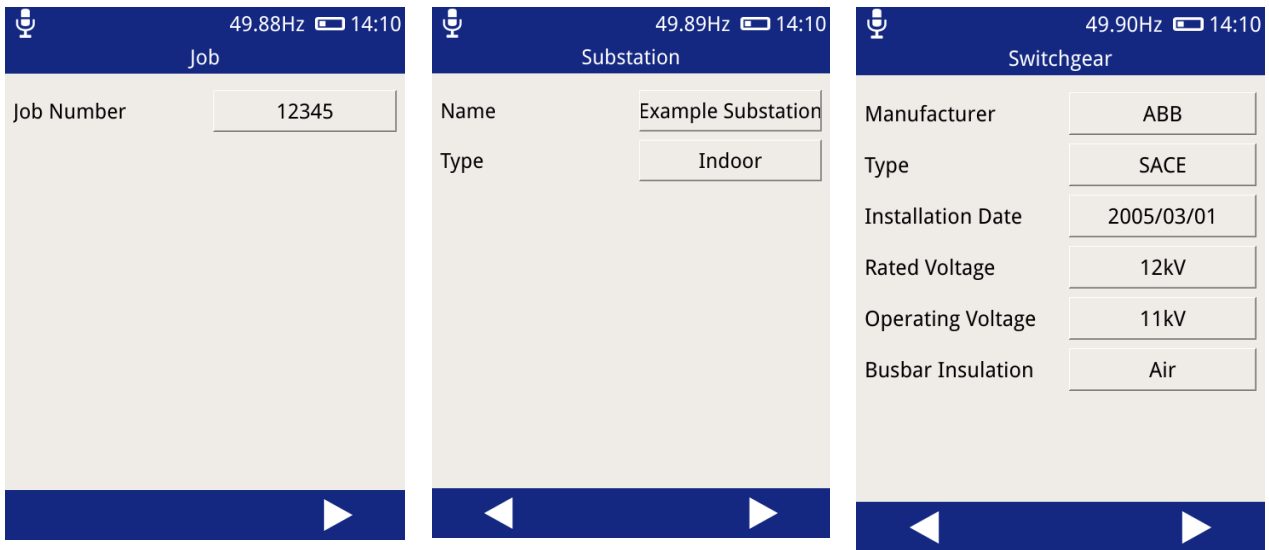 49.88Hz 14:10
Job
Job Number 12345
49.89Hz 14:10
Substation
Name Example Substation
Type Indoor
49.90Hz 14:10
Switchgear
Manufacturer ABB
Type SACE
Installation Date 2005/03/01
Rated Voltage 12kV
Operating Voltage 11kV
Busbar Insulation Air